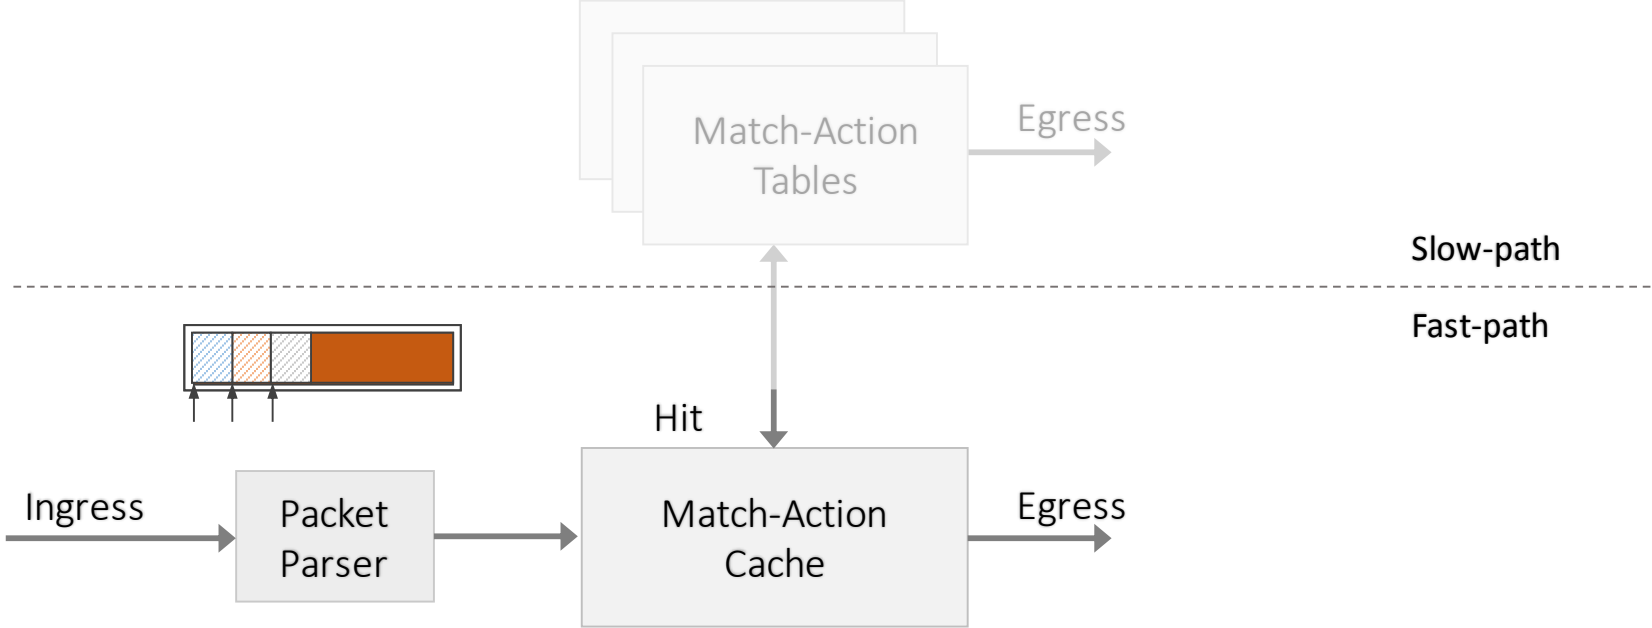 Match-Action
Tables
Egress
Slow-path
Fast-path
Hit
Ingress
Packet
Parser
Match-Action
Cache
Egress